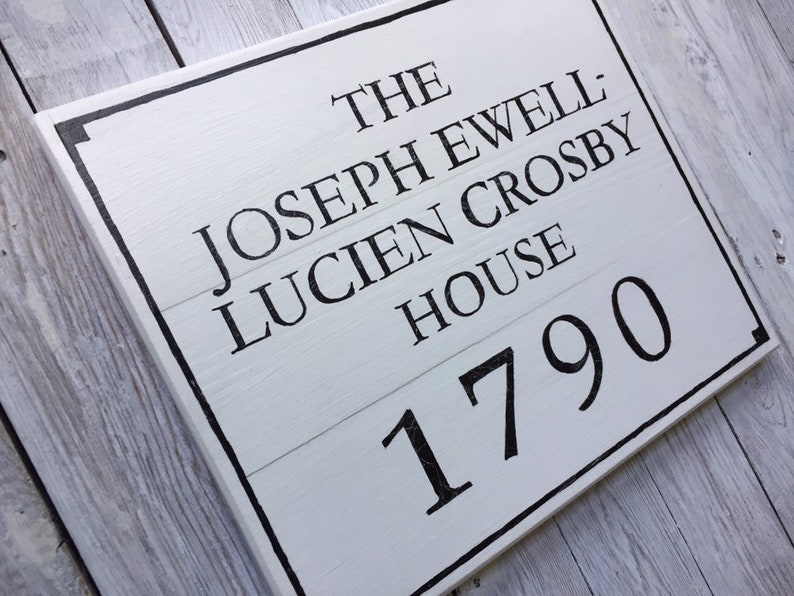 THE
JOSEPH EWELL-
LUCIEN CROSBY
HOUSE
1790